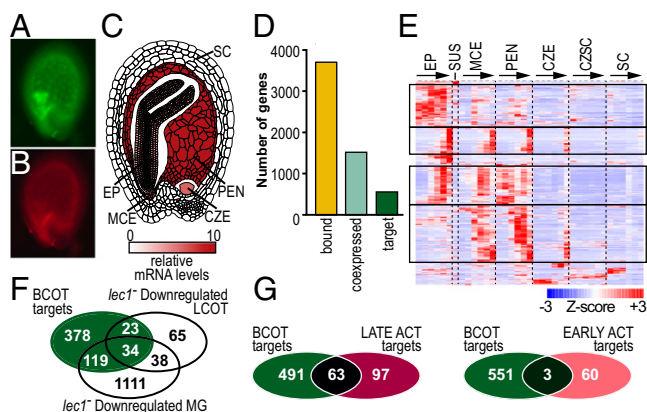 A
B
C
SC
EP
MCE
PEN
CZE
0 10
relative
mRNA levels
D
Number of genes
4000
3000
2000
1000
0
bound
coexpressed
target
E
EP
SUS
MCE
PEN
CZE
CZSC
SC
-3 Z-score +3
F
BCOT
targets
lec1- Downregulated
LCOT
378
23
65
34
119
38
1111
lec1- Downregulated MG
G
BCOT
targets
LATE ACT
targets
491 63 97
BCOT
targets
EARLY ACT
targets
551 3 60